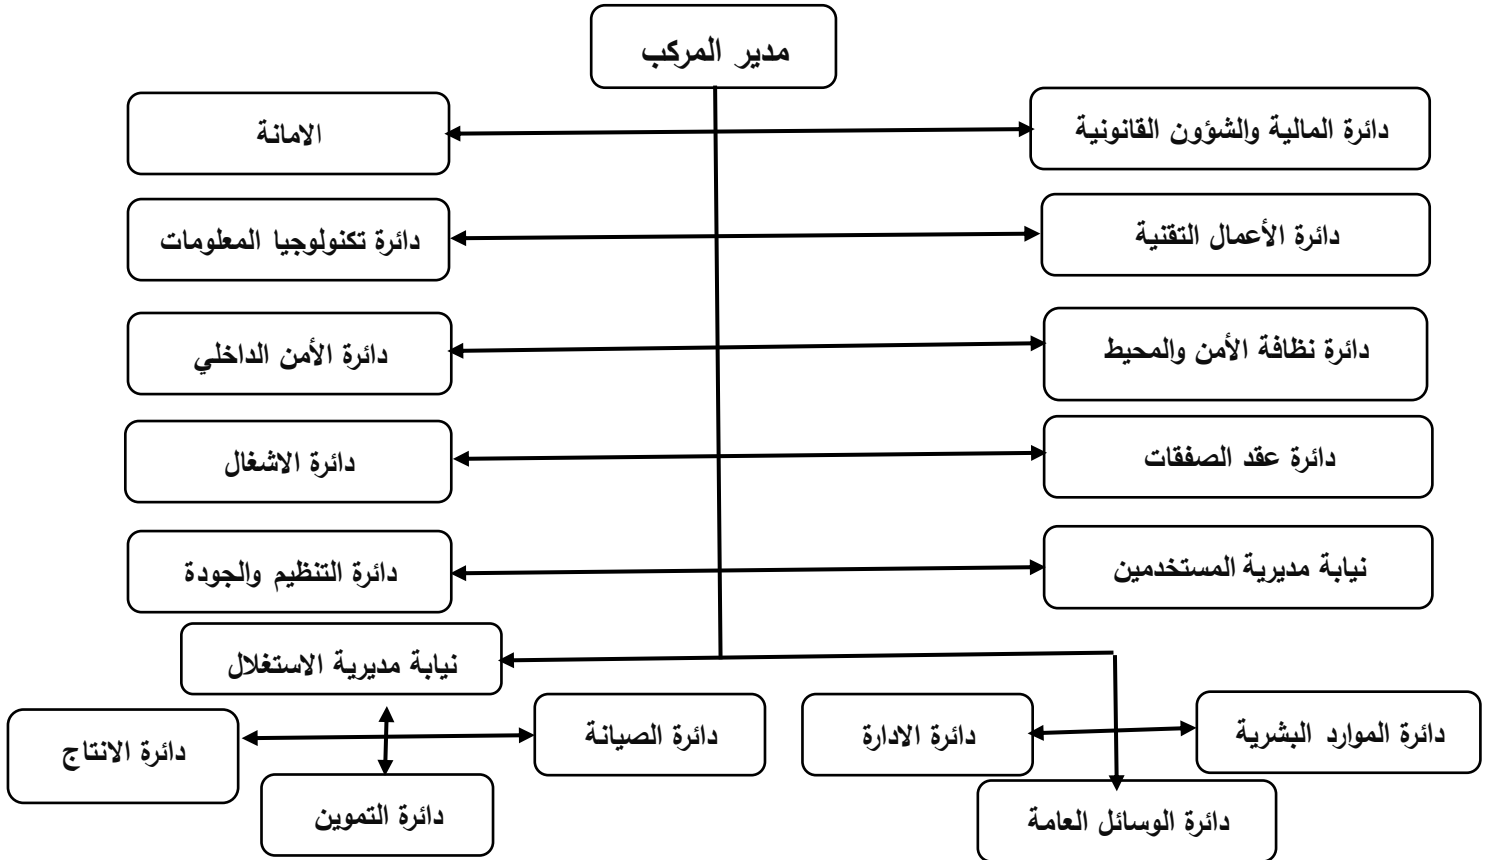 مدير المركب
دائرة المالية والشؤون القانونية
الامانة
دائرة الأعمال التقنية
دائرة تكنولوجيا المعلومات
دائرة نظافة الأمن والمحيط
دائرة الأمن الداخلي
دائرة عقد الصفقات
دائرة الاشغال
نيابة مديرية المستخدمين
دائرة التنظيم والجودة
نيابة مديرية الاستغلال
دائرة الموارد البشرية
دائرة الادارة
دائرة الصيانة
دائرة الانتاج
دائرة الوسائل العامة
دائرة التموين